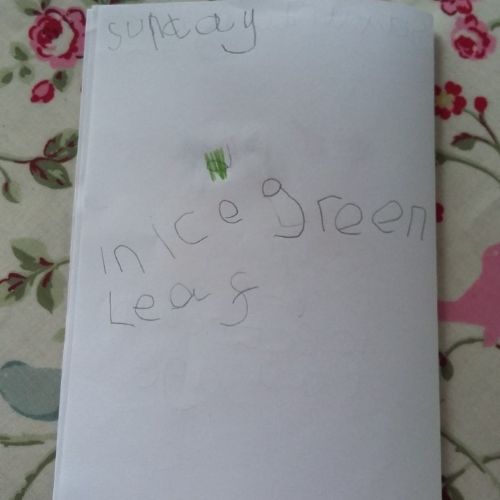 sunday
1 nice green
Leaf